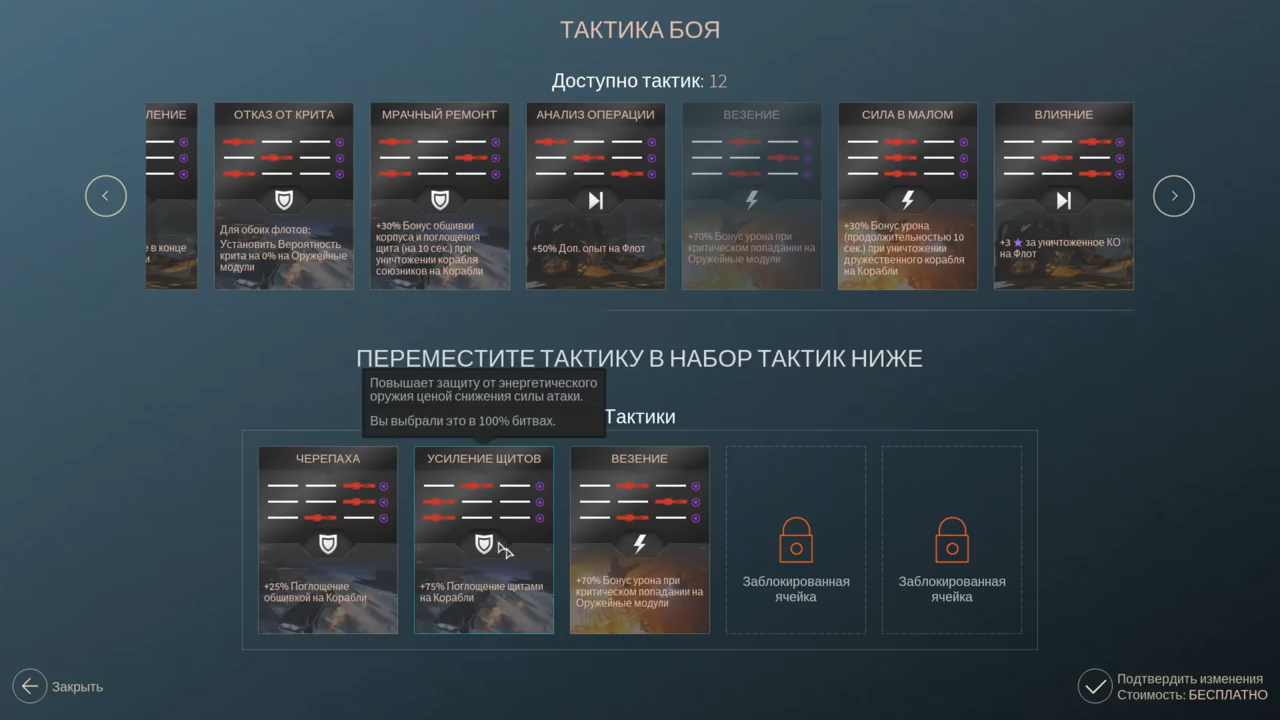 ТАКТИКА БОЯ
Доступно тактик: 12
ЛЕНИЕ
е в конце
и
ОТКАЗ ОТ КРИТА
Для обоих флотов:
Установить Вероятность
крита на 0% на Оружейные
модули
МРАЧНЫЙ РЕМОНТ
+30% Бонус обшивки
корпуса и поглощения
щита (на 10 сек.) при
уничтожении корабля
союзников на Корабли
АНАЛИЗ ОПЕРАЦИИ
+50% Доп. опыт на Флот
ВЕЗЕНИЕ
+70% Бонус урона при
критическом попадании на
Оружейные модули
СИЛА В МАЛОМ
+30% Бонус урона
(продолжительностью 10
сек.) при уничтожении
дружественного корабля
на Корабли
ВЛИЯНИЕ
+3 ★ за уничтоженное КО
на Флот
ПЕРЕМЕСТИТЕ ТАКТИКУ В НАБОР ТАКТИК НИЖЕ
Повышает защиту от энергетического
оружия ценой снижения силы атаки.
Вы выбрали это в 100% битвах.
Тактики
ЧЕРЕПАХА
+25% Поглощение
обшивкой на Корабли
УСИЛЕНИЕ ЩИТОВ
+75% Поглощение щитами
на Корабли
ВЕЗЕНИЕ
+70% Бонус урона при
критическом попадании на
Оружейные модули
Заблокированная
ячейка
Заблокированная
ячейка
Закрыть
Подтвердить изменения
Стоимость: БЕСПЛАТНО